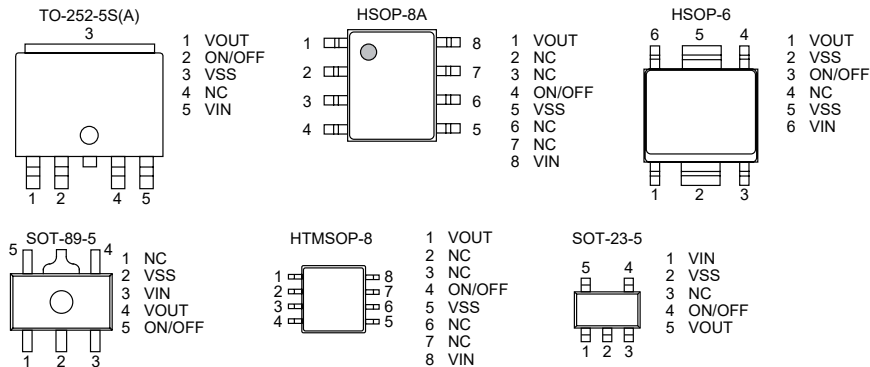 TO-252-5S(A)
3
1 2 4 5
1 VOUT
2 ON/OFF
3 VSS
4 NC
5 VIN
HSOP-8A
1 8
2 7
3 6
4 5
1 VOUT
2 NC
3 NC
4 ON/OFF
5 VSS
6 NC
7 NC
8 VIN
HSOP-6
6 5 4
1 2 3
1 VOUT
2 VSS
3 ON/OFF
4 NC
5 VSS
6 VIN
SOT-89-5
5 4
1 2 3
1 NC
2 VSS
3 VIN
4 VOUT
5 ON/OFF
HTMSOP-8
1 8
2 7
3 6
4 5
1 VOUT
2 NC
3 NC
4 ON/OFF
5 VSS
6 NC
7 NC
8 VIN
SOT-23-5
5 4
1 2 3
1 VIN
2 VSS
3 NC
4 ON/OFF
5 VOUT